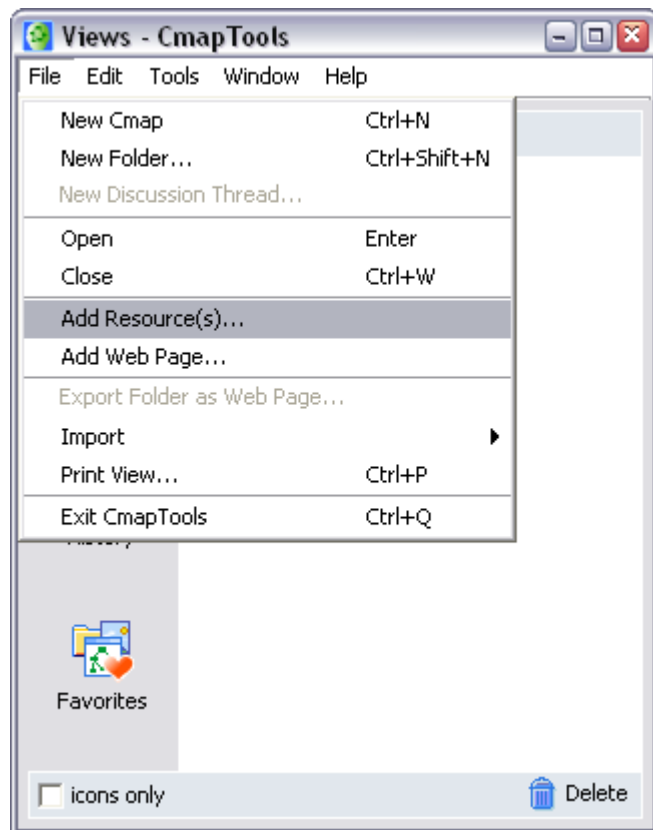 Views - CmapTools
File Edit Tools Window Help
New Cmap Ctrl+N
New Folder... Ctrl+Shift+N
New Discussion Thread...
Open Enter
Close Ctrl+W
Add Resource(s)...
Add Web Page...
Export Folder as Web Page...
Import
Print View... Ctrl+P
Exit CmapTools Ctrl+Q
Favorites
icons only Delete